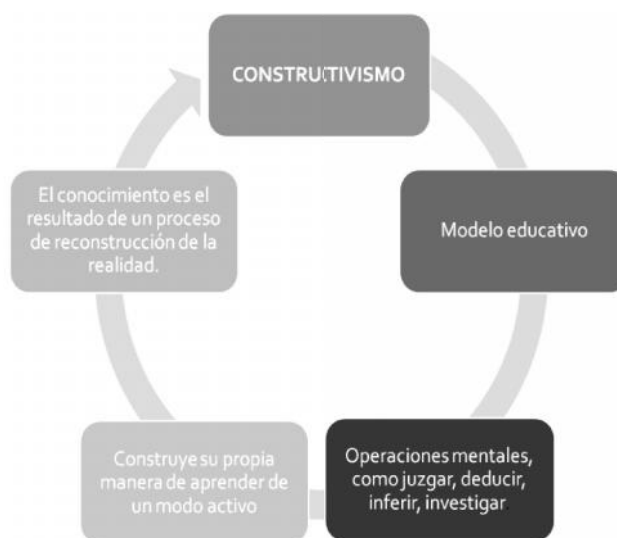 CONSTRUCTIVISMO
Modelo educativo
Operaciones mentales,
como juzgar, deducir,
inferir, investigar.
Construye su propia
manera de aprender de
un modo activo
El conocimiento es el
resultado de un proceso
de reconstrucción de la
realidad.